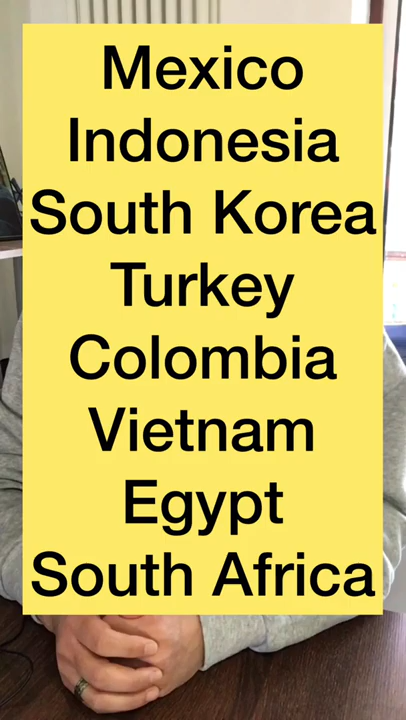 Mexico
Indonesia
South Korea
Turkey
Colombia
Vietnam
Egypt
South Africa